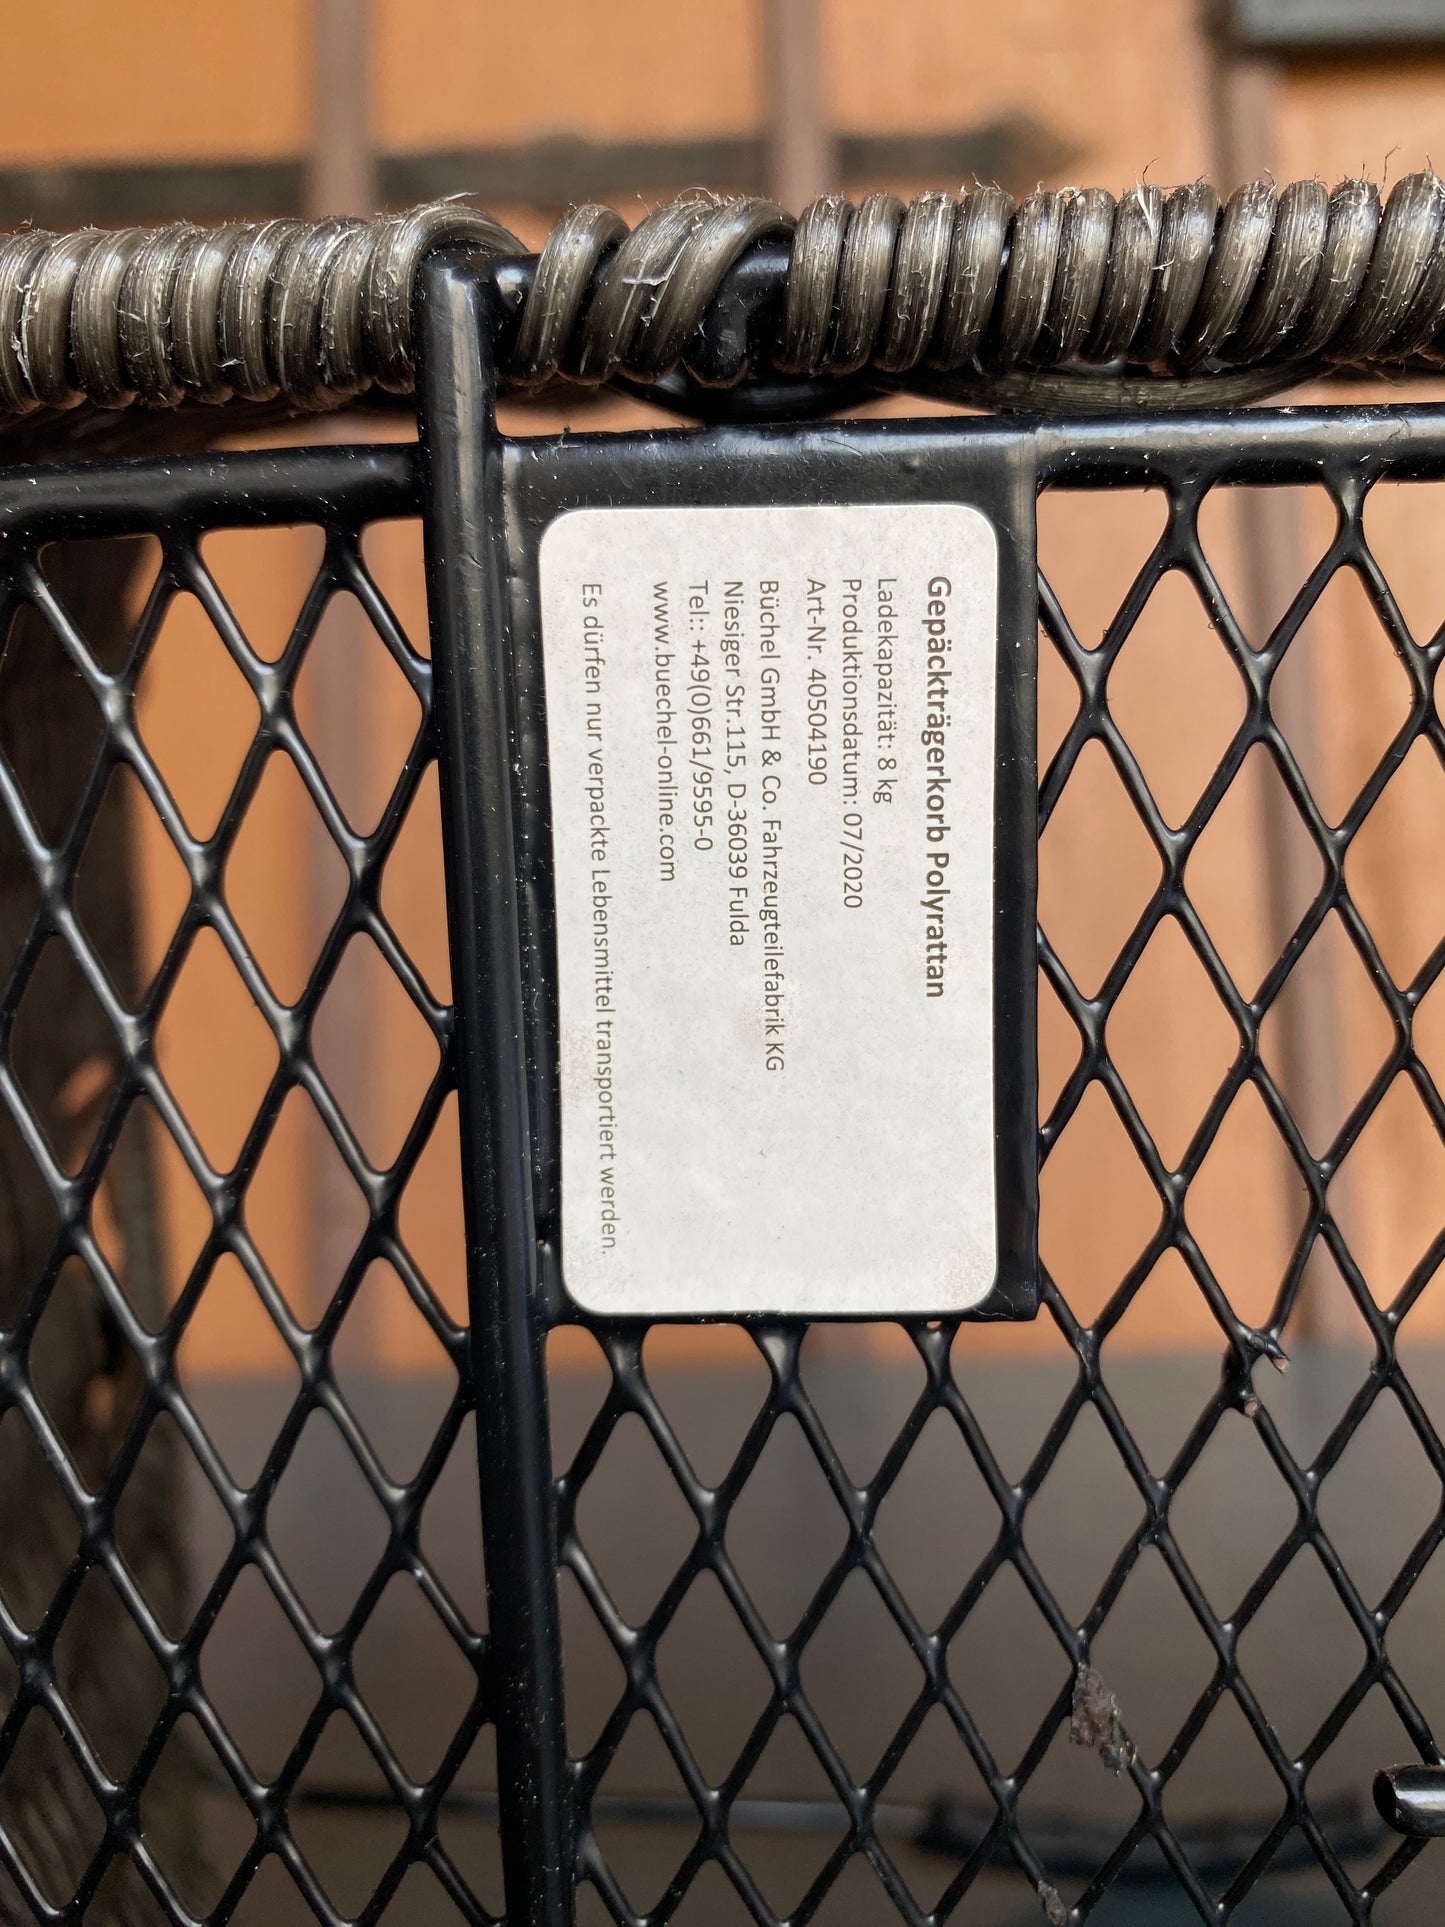 Gepäckträgerkorb Polyrattan
Ladekapazität: 8 kg
Produktionsdatum: 07/2020
Art-Nr. 40504190
Büchel GmbH & Co. Fahrzeugteilefabrik KG
Niesiger Str.115, D-36039 Fulda
Tel:: +49(0)661/9595-0
www.buechel-online.com
Es dürfen nur verpackte Lebensmittel transportiert werden.